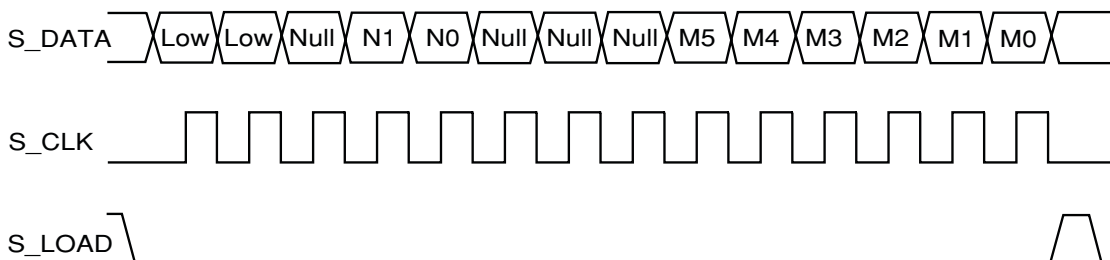 S_DATA Low Low Null N1 N0 Null Null Null M5 M4 M3 M2 M1 M0
S_CLK
S_LOAD